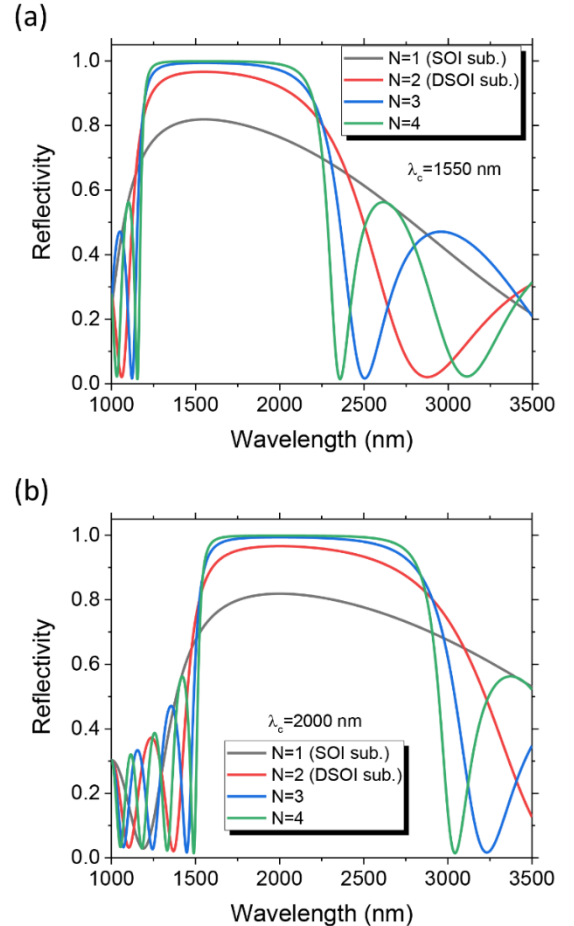 (a)
1.0
0.8
0.6
0.4
0.2
0.0
Reflectivity
N=1 (SOI sub.)
N=2 (DSOI sub.)
N=3
N=4
λc=1550 nm
1000 1500 2000 2500 3000 3500
Wavelength (nm)
(b)
1.0
0.8
0.6
0.4
0.2
0.0
Reflectivity
λc=2000 nm
N=1 (SOI sub.)
N=2 (DSOI sub.)
N=3
N=4
1000 1500 2000 2500 3000 3500
Wavelength (nm)